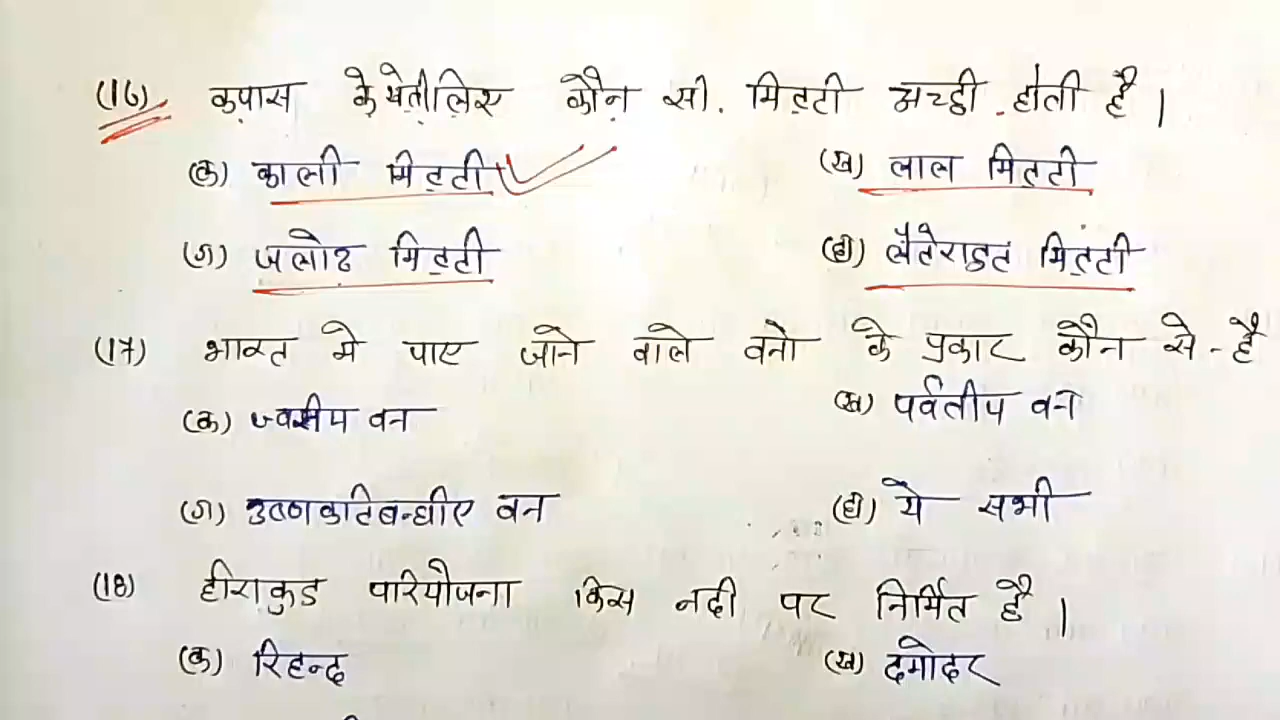 (16) कपास के खेती लिए कौन सी. मिट्टी अच्छी होती है।
(क) काली मिट्टी (ख) लाल मिट्टी
(ग) जलोढ मिट्टी (घ) लैटेराइट मिट्टी
(17) भारत मे पाए जाने वाले वनो के प्रकार कौन से - है
(क) ज्वारीय वन (ख) पर्वतीय वन
(ग) उष्णकटिबन्धीए वन (घ) ये सभी
(18) हीराकुड परियोजना किस नदी पर निर्मित है।
(क) रिहन्द (ख) दमोदर